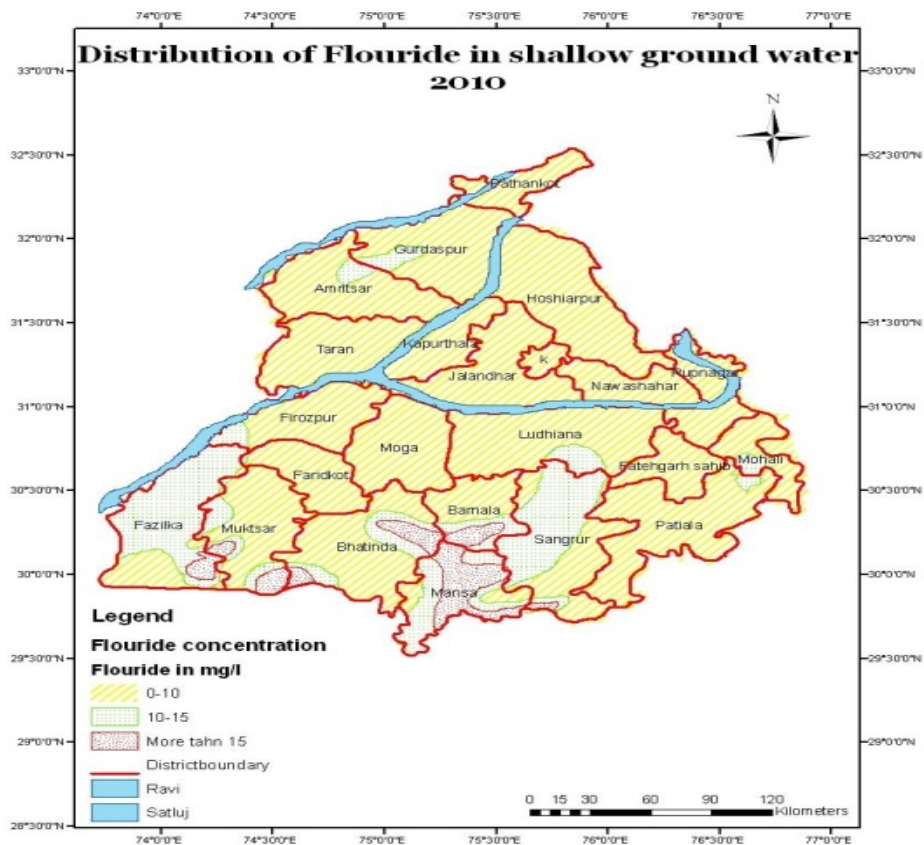 74°0'0"E 74°30'0"E 75°0'0"E 75°30'0"E 76°0'0"E 76°30'0"E 77°0'0"E
Distribution of Flouride in shallow ground water
2010
33°0'0"N 33°0'0"N
N
32°30'0"N 32°30'0"N
Pathankot
32°0'0"N 32°0'0"N
Gurdaspur
Amritsar
Hoshiarpur
31°30'0"N 31°30'0"N
Taran
Kapurthala
k
Jalandhar
Nawashahar
Rupnagar
31°0'0"N 31°0'0"N
Firozpur
Moga
Ludhiana
Faridkot
Fatehgarh sahib
Mohali
30°30'0"N 30°30'0"N
Fazilka
Muktsar
Barnala
Bhatinda
Sangrur
Patiala
30°0'0"N 30°0'0"N
Mansa
Legend
Flouride concentration
Flouride in mg/l
29°30'0"N 29°30'0"N
0-10
10-15
More tahn 15
29°0'0"N 29°0'0"N
Districtboundary
Ravi
Satluj
0 15 30 60 90 120
Kilometers
28°30'0"N 28°30'0"N
74°0'0"E 74°30'0"E 75°0'0"E 75°30'0"E 76°0'0"E 76°30'0"E 77°0'0"E